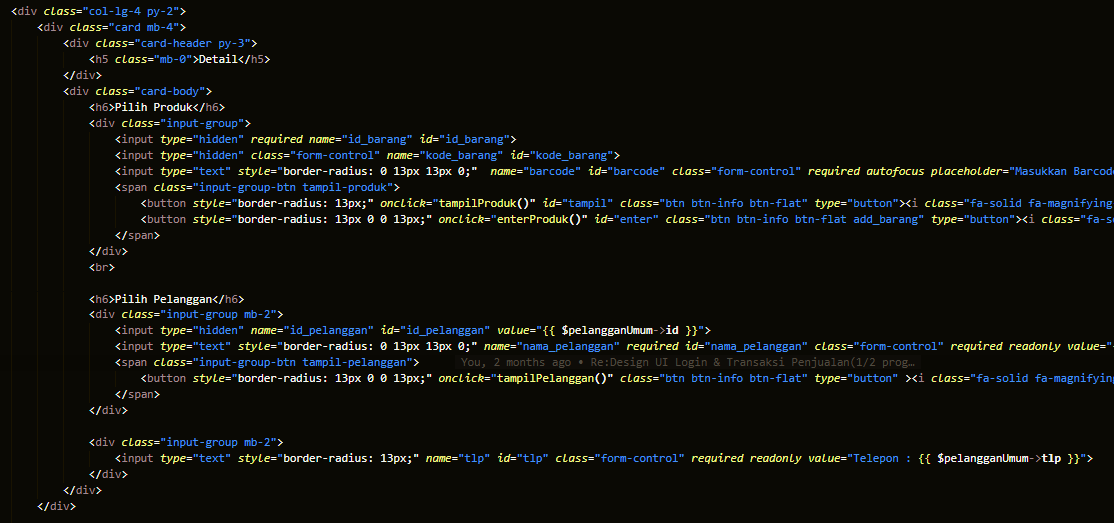 <div class="col-lg-4 py-2">
<div class="card mb-4">
<div class="card-header py-3">
<h5 class="mb-0">Detail</h5>
</div>
<div class="card-body">
<h6>Pilih Produk</h6>
<div class="input-group">
<input type="hidden" required name="id_barang" id="id_barang">
<input type="hidden" class="form-control" name="kode_barang" id="kode_barang">
<input type="text" style="border-radius: 0 13px 13px 0;"  name="barcode" id="barcode" class="form-control" required autofocus placeholder="Masukkan Barcode
<span class="input-group-btn tampil-produk">
<button style="border-radius: 13px;" onclick="tampilProduk()" id="tampil" class="btn btn-info btn-flat" type="button"><i class="fa-solid fa-magnifying
<button style="border-radius: 13px 0 0 13px;" onclick="enterProduk()" id="enter" class="btn btn-info btn-flat add_barang" type="button"><i class="fa-so
</span>
</div>
<br>
<h6>Pilih Pelanggan</h6>
<div class="input-group mb-2">
<input type="hidden" name="id_pelanggan" id="id_pelanggan" value="{{ $pelangganUmum->id }}">
<input type="text" style="border-radius: 0 13px 13px 0;" name="nama_pelanggan" required id="nama_pelanggan" class="form-control" required readonly value="
<span class="input-group-btn tampil-pelanggan"> You, 2 months ago • Re:Design UI Login & Transaksi Penjualan(1/2 prog…
<button style="border-radius: 13px 0 0 13px;" onclick="tampilPelanggan()" class="btn btn-info btn-flat" type="button" ><i class="fa-solid fa-magnifying
</span>
</div>
<div class="input-group mb-2">
<input type="text" style="border-radius: 13px;" name="tlp" id="tlp" class="form-control" required readonly value="Telepon : {{ $pelangganUmum->tlp }}">
</div>
</div>
</div>